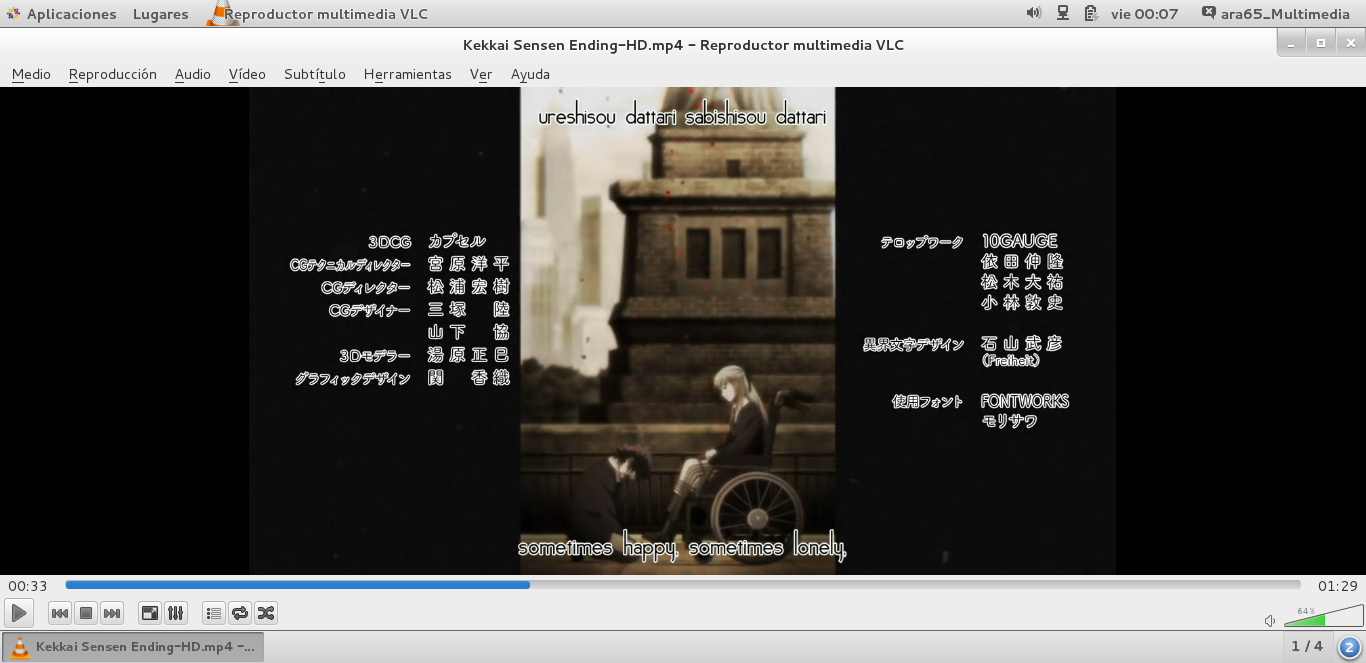 Aplicaciones Lugares Reproductor multimedia VLC vie 00:07 ara65_Multimedia
Kekkai Sensen Ending-HD.mp4 - Reproductor multimedia VLC
Medio Reproducción Audio Vídeo Subtítulo Herramientas Ver Ayuda
ureshisou dattari sabishisou dattari
3DCG カプセル
CGテクニカルディレクター 宮原洋平
CGディレクター 松浦宏樹
CGデザイナー 三塚 陸
山下 協
3Dモデラー 湯原正巳
グラフィックデザイン 関 香織
テロップワーク 10GAUGE
依田伸隆
松木大祐
小林敦史
異界文字デザイン 石山武彦
(Freiheit)
使用フォント FONTWORKS
モリサワ
sometimes happy, sometimes lonely,
00:33 01:29
64%
Kekkai Sensen Ending-HD.mp4 -... 1 / 4 2